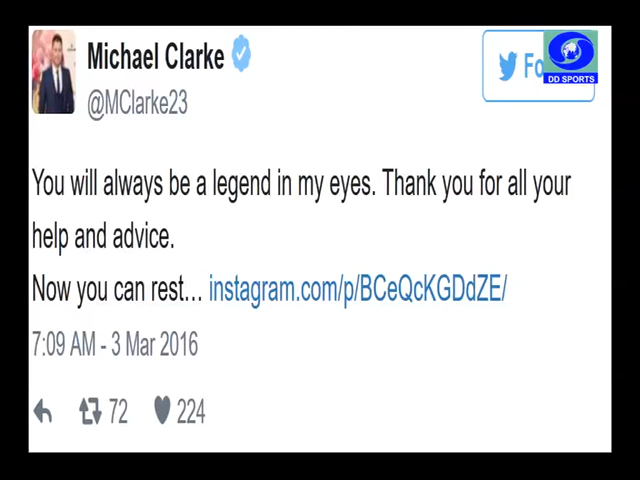 Michael Clarke
@MClarke23
Fo
DD SPORTS
You will always be a legend in my eyes. Thank you for all your
help and advice.
Now you can rest... instagram.com/p/BCeQcKGDdZE/
7:09 AM - 3 Mar 2016
72 224